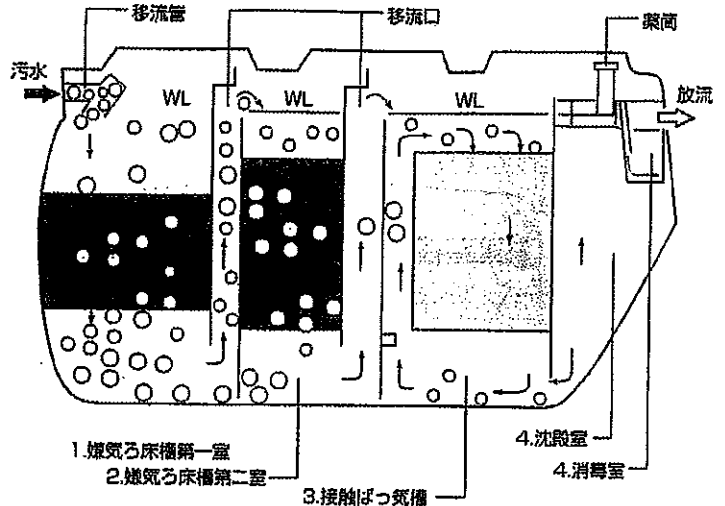 移流管
移流口
薬筒
汚水
WL
WL
WL
放流
1.嫌気ろ床槽第一室
2.嫌気ろ床槽第二室
3.接触ばっ気槽
4.沈殿室
4.消毒室